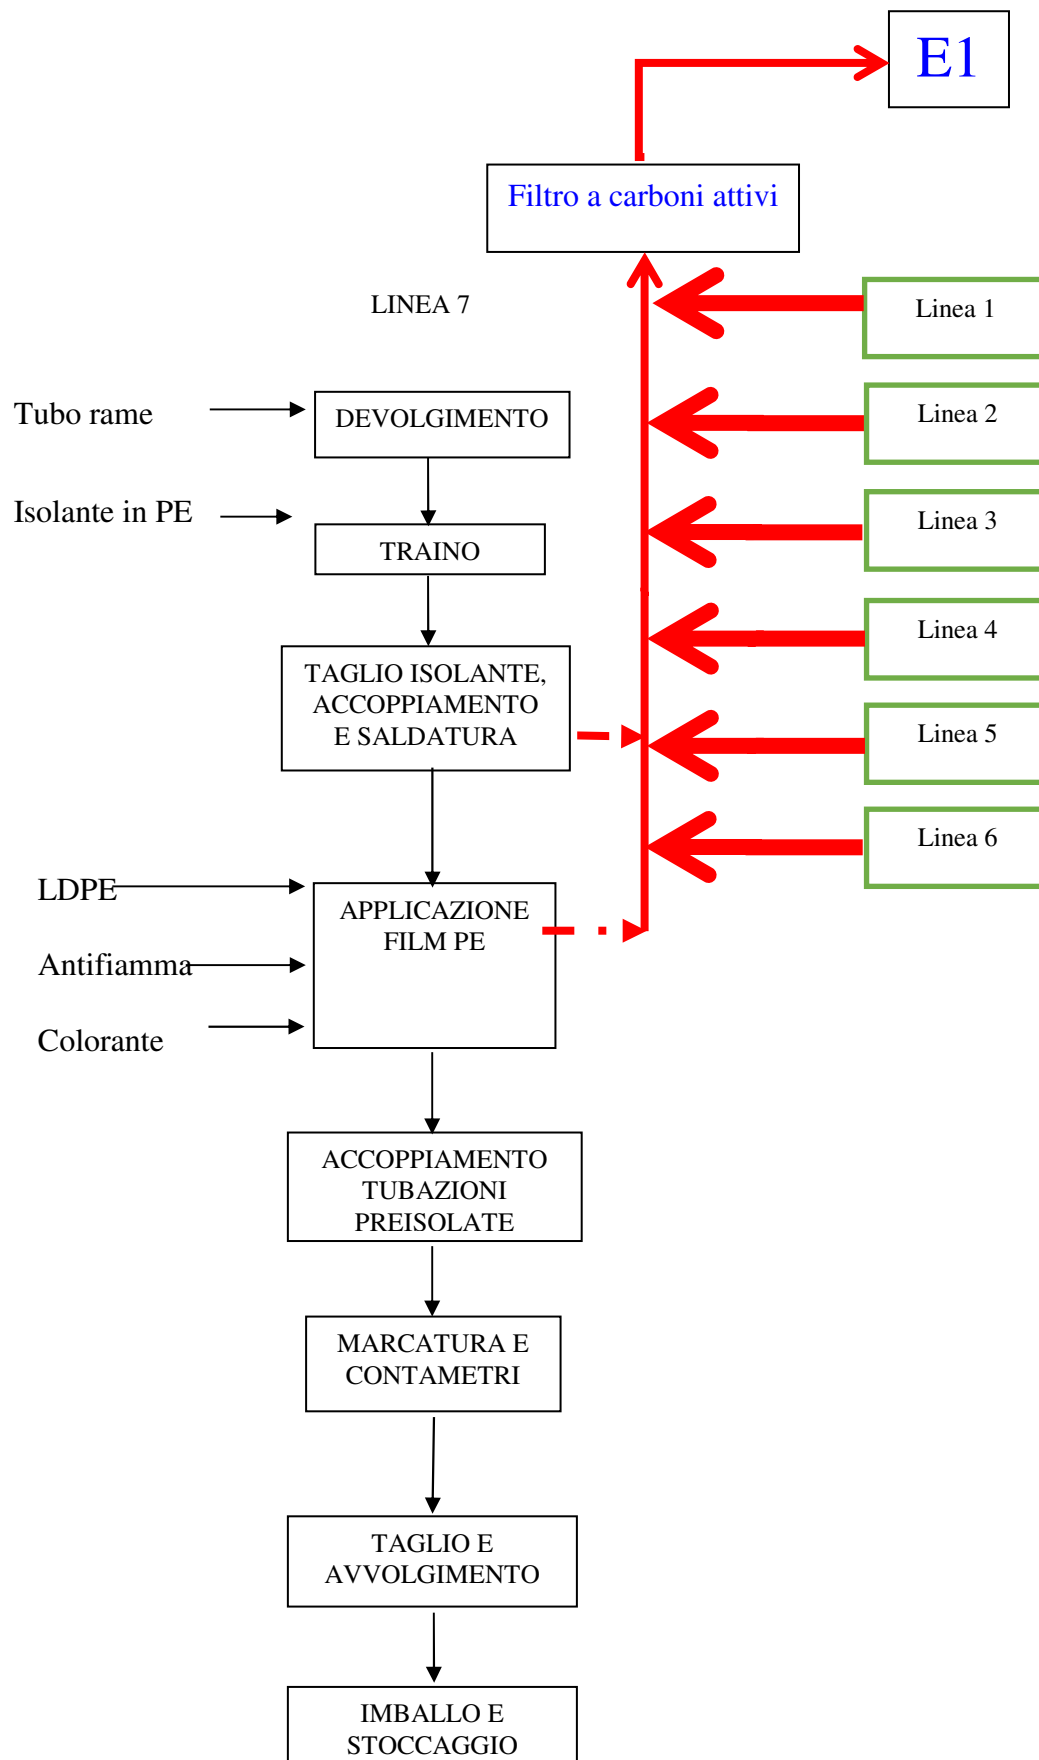 E1
Filtro a carboni attivi
LINEA 7
Linea 1
Tubo rame
DEVOLGIMENTO
Linea 2
Isolante in PE
TRAINO
Linea 3
TAGLIO ISOLANTE,
ACCOPPIAMENTO
E SALDATURA
Linea 4
Linea 5
Linea 6
LDPE
Antifiamma
Colorante
APPLICAZIONE
FILM PE
ACCOPPIAMENTO
TUBAZIONI
PREISOLATE
MARCATURA E
CONTAMETRI
TAGLIO E
AVVOLGIMENTO
IMBALLO E
STOCCAGGIO